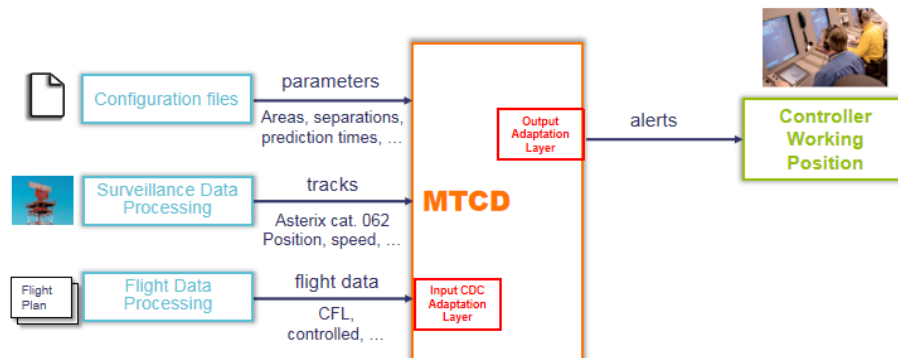 Configuration files
parameters
Areas, separations,
prediction times, ...
Output
Adaptation
Layer
alerts
Controller
Working
Position
Surveillance Data
Processing
tracks
Asterix cat. 062
Position, speed, ...
MTCD
Flight
Plan
Flight Data
Processing
flight data
CFL,
controlled, ...
Input CDC
Adaptation
Layer